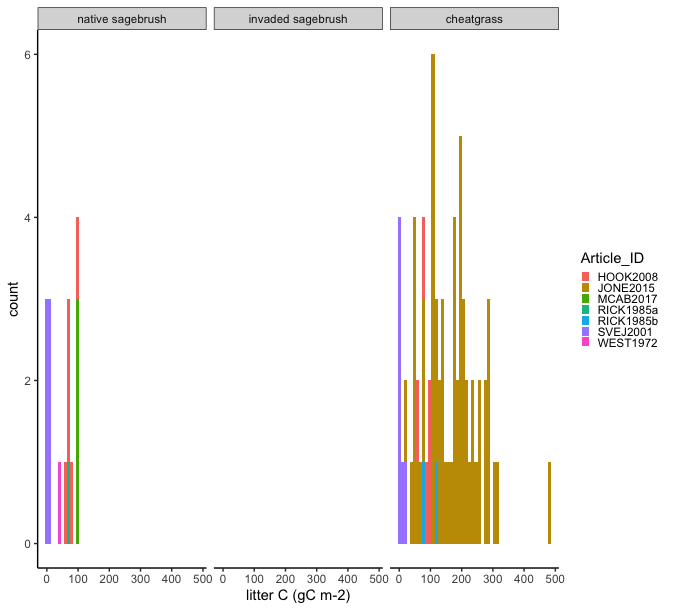 native sagebrush
invaded sagebrush
cheatgrass
6
4
2
0
count
0 100 200 300 400 500
0 100 200 300 400 500
0 100 200 300 400 500
litter C (gC m-2)
Article_ID
HOOK2008
JONE2015
MCAB2017
RICK1985a
RICK1985b
SVEJ2001
WEST1972